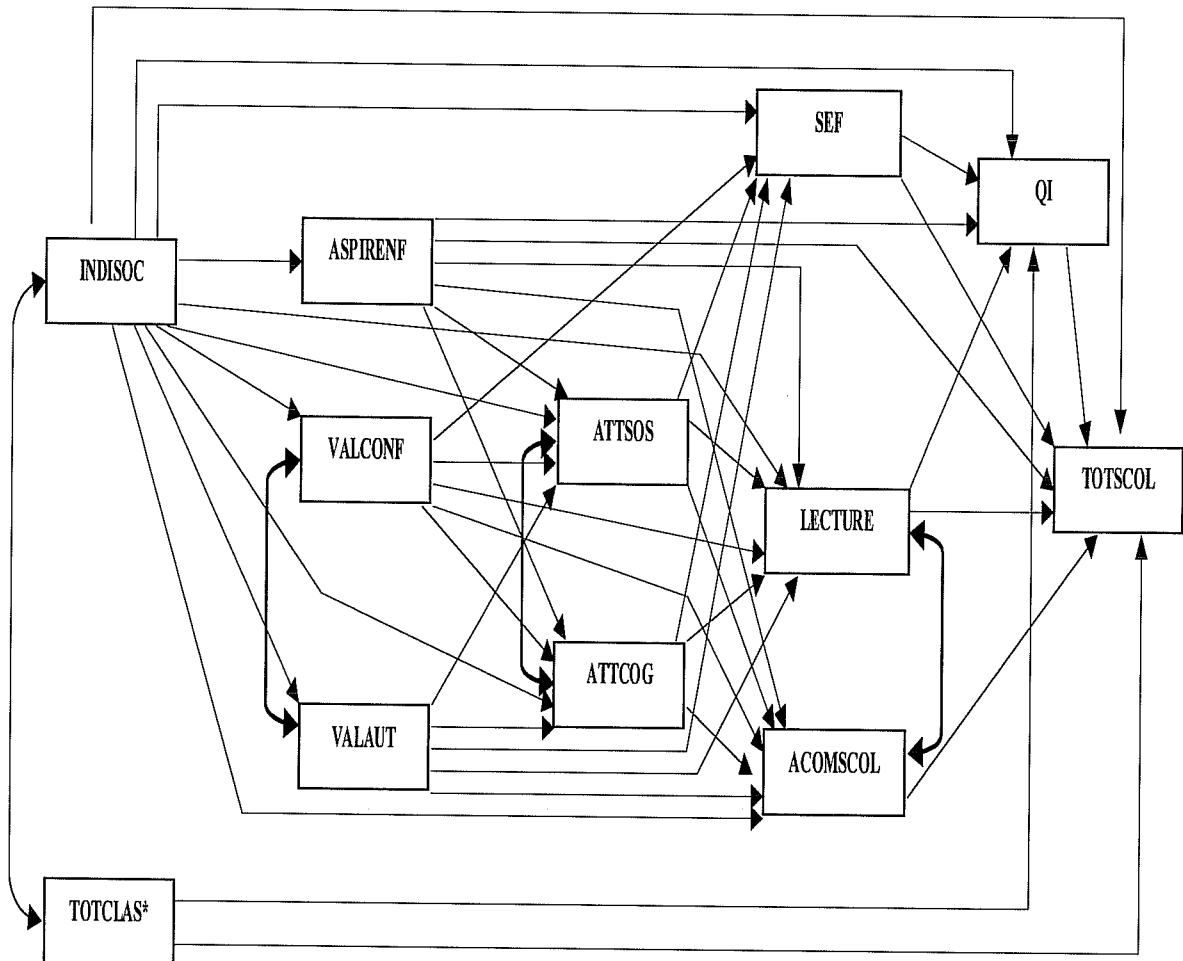 SEF
QI
ASPIRENF
INDISOC
ATTSOS
VALCONF
TOTSCOL
LECTURE
ATTCOG
VALAUT
ACOMSCOL
TOTCLAS*